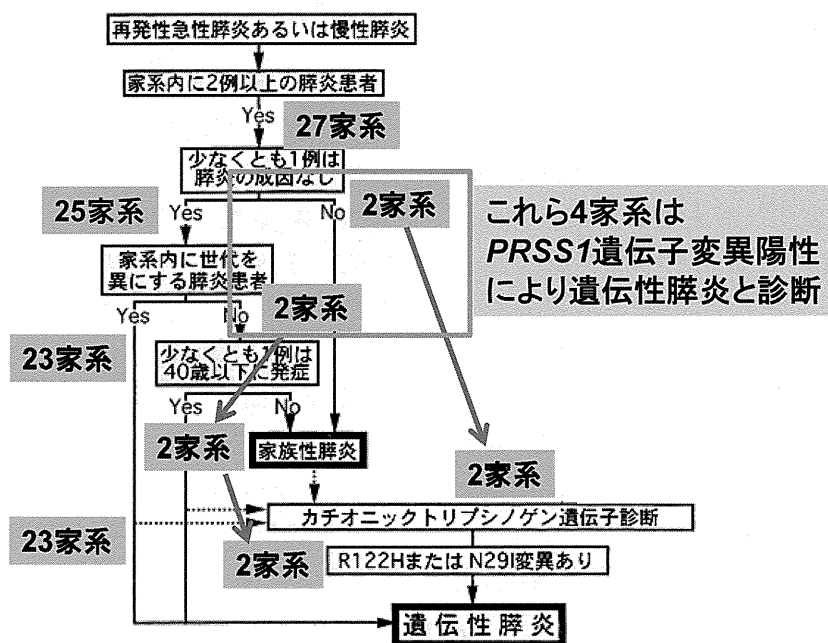 再発性急性膵炎あるいは慢性膵炎
家系内に2例以上の膵炎患者
Yes
27家系
少なくとも1例は
膵炎の成因なし
25家系
Yes
No
2家系
これら4家系は
PRSS1遺伝子変異陽性
により遺伝性膵炎と診断
家系内に世代を
異にする膵炎患者
Yes
No
2家系
23家系
少なくとも1例は
40歳以下に発症
Yes
No
2家系
家族性膵炎
2家系
カチオニックトリプシノゲン遺伝子診断
23家系
2家系
R122HまたはN29I変異あり
遺伝性膵炎